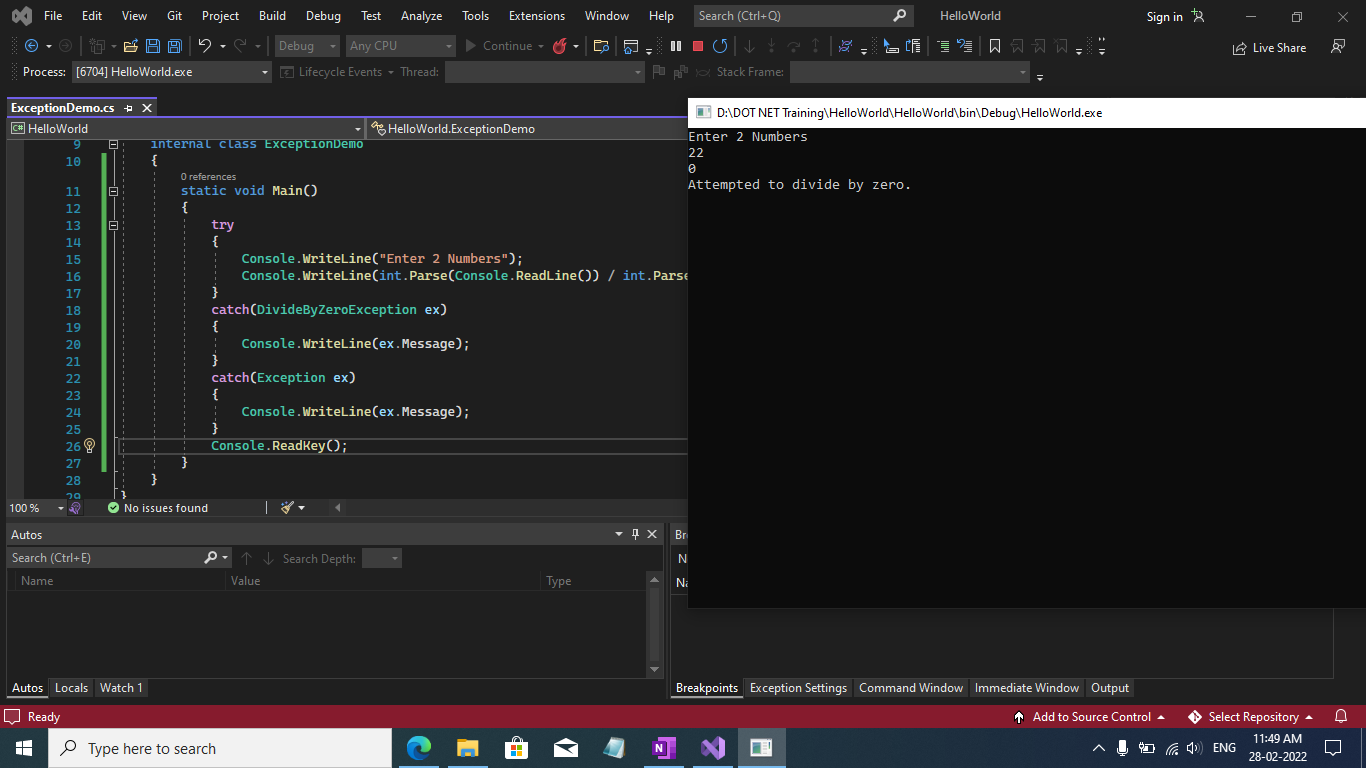 File Edit View Git Project Build Debug Test Analyze Tools Extensions Window Help Search (Ctrl+Q) HelloWorld Sign in
Debug Any CPU Continue Live Share
Process: [6704] HelloWorld.exe Lifecycle Events Thread: Stack Frame:
ExceptionDemo.cs
HelloWorld HelloWorld.ExceptionDemo
9 internal class ExceptionDemo
10 {
0 references
11 static void Main()
12 {
13 try
14 {
15 Console.WriteLine("Enter 2 Numbers");
16 Console.WriteLine(int.Parse(Console.ReadLine()) / int.Parse
17 }
18 catch(DivideByZeroException ex)
19 {
20 Console.WriteLine(ex.Message);
21 }
22 catch(Exception ex)
23 {
24 Console.WriteLine(ex.Message);
25 }
26 Console.ReadKey();
27 }
28 }
29 }
100 % No issues found
D:\DOT NET Training\HelloWorld\HelloWorld\bin\Debug\HelloWorld.exe
Enter 2 Numbers
22
0
Attempted to divide by zero.
Autos
Search (Ctrl+E) Search Depth:
Name Value Type
Autos Locals Watch 1
Br
N
Na
Breakpoints Exception Settings Command Window Immediate Window Output
Ready Add to Source Control Select Repository
Type here to search ENG 11:49 AM
28-02-2022